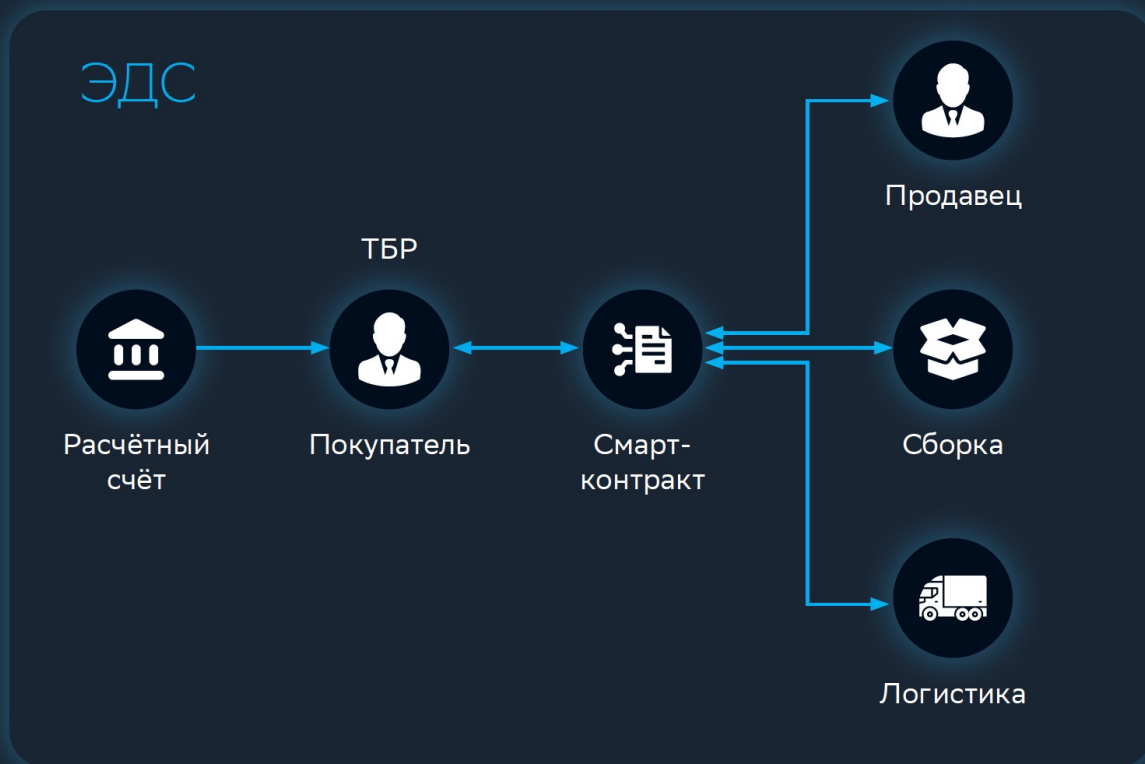 ЭДС
Продавец
ТБР
Расчётный
счёт
Покупатель
Смарт-
контракт
Сборка
Логистика